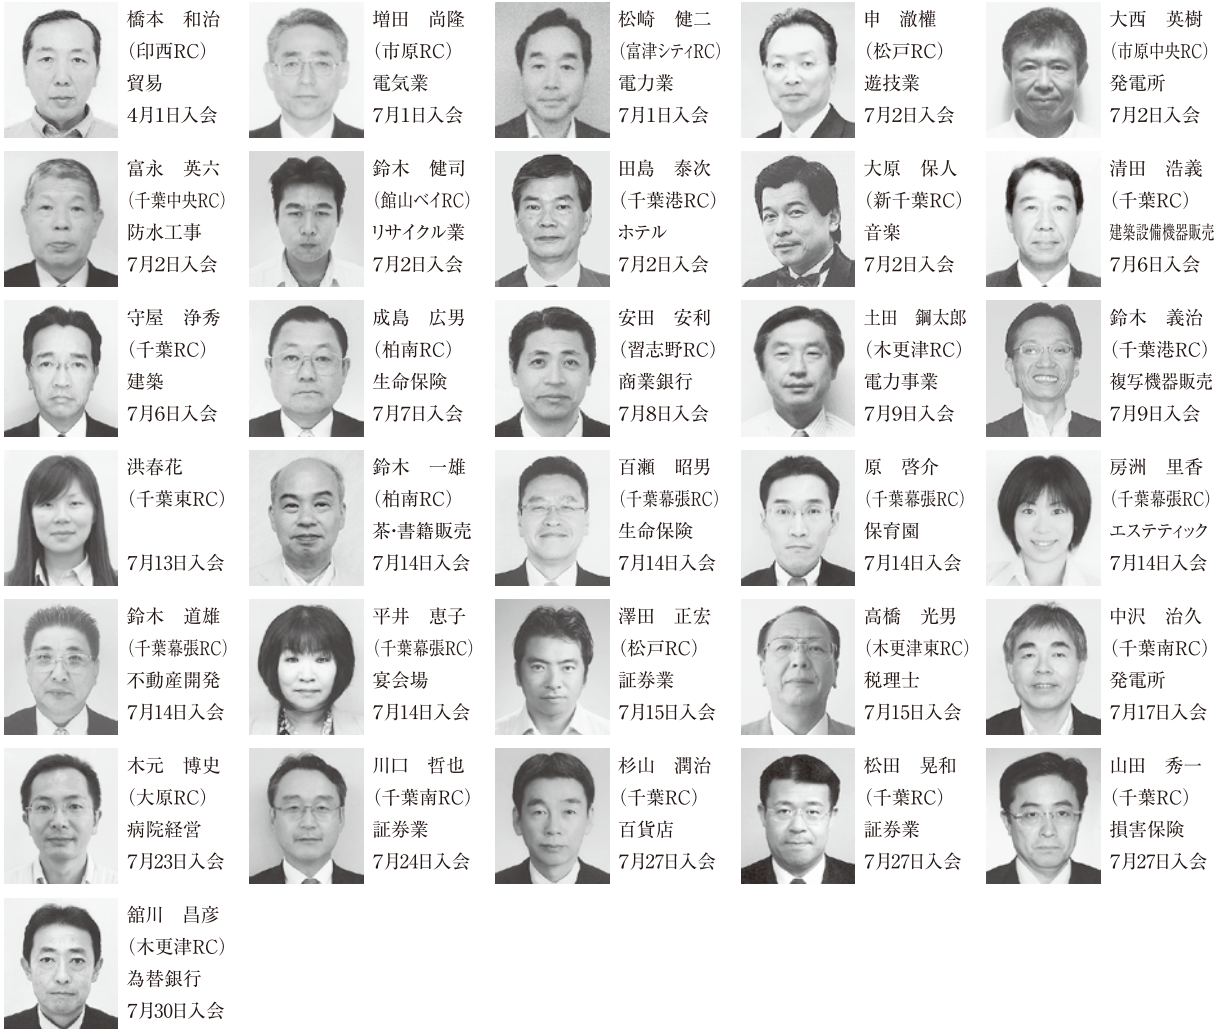 橋本　和治
（印西RC）
貿易
4月1日入会
増田　尚隆
（市原RC）
電気業
7月1日入会
松崎　健二
（富津シティRC）
電力業
7月1日入会
申　澈權
（松戸RC）
遊技業
7月2日入会
大西　英樹
（市原中央RC）
発電所
7月2日入会
富永　英六
（千葉中央RC）
防水工事
7月2日入会
鈴木　健司
（館山ベイRC）
リサイクル業
7月2日入会
田島　泰次
（千葉港RC）
ホテル
7月2日入会
大原　保人
（新千葉RC）
音楽
7月2日入会
清田　浩義
（千葉RC）
建築設備機器販売
7月6日入会
守屋　浄秀
（千葉RC）
建築
7月6日入会
成島　広男
（柏南RC）
生命保険
7月7日入会
安田　安利
（習志野RC）
商業銀行
7月8日入会
土田　鋼太郎
（木更津RC）
電力事業
7月9日入会
鈴木　義治
（千葉港RC）
複写機器販売
7月9日入会
洪春花
（千葉東RC）
7月13日入会
鈴木　一雄
（柏南RC）
茶・書籍販売
7月14日入会
百瀬　昭男
（千葉幕張RC）
生命保険
7月14日入会
原　啓介
（千葉幕張RC）
保育園
7月14日入会
房洲　里香
（千葉幕張RC）
エステティック
7月14日入会
鈴木　道雄
（千葉幕張RC）
不動産開発
7月14日入会
平井　恵子
（千葉幕張RC）
宴会場
7月14日入会
澤田　正宏
（松戸RC）
証券業
7月15日入会
高橋　光男
（木更津東RC）
税理士
7月15日入会
中沢　治久
（千葉南RC）
発電所
7月17日入会
木元　博史
（大原RC）
病院経営
7月23日入会
川口　哲也
（千葉南RC）
証券業
7月24日入会
杉山　潤治
（千葉RC）
百貨店
7月27日入会
松田　晃和
（千葉RC）
証券業
7月27日入会
山田　秀一
（千葉RC）
損害保険
7月27日入会
舘川　昌彦
（木更津RC）
為替銀行
7月30日入会